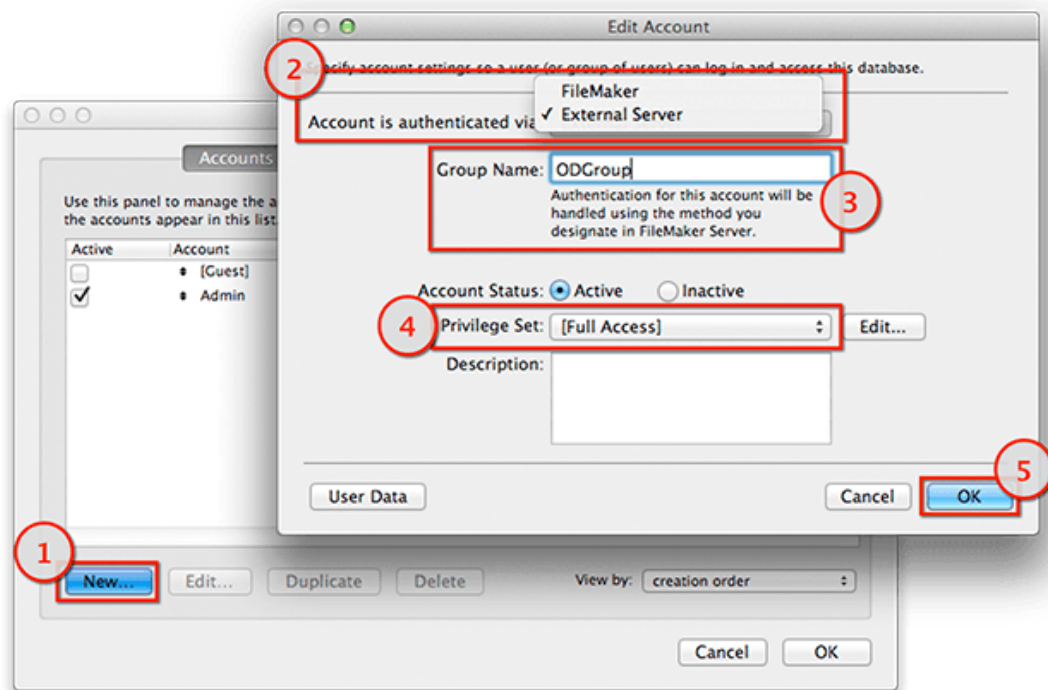 Edit Account
2
Specify account settings so a user (or group of users) can log in and access this database.
FileMaker
Account is authenticated via
✓ External Server
Group Name: ODGroup
Authentication for this account will be
handled using the method you
designate in FileMaker Server.
3
Account Status: Active Inactive
4
Privilege Set: [Full Access] Edit...
Description:
User Data Cancel OK
5
Accounts
Use this panel to manage the a
the accounts appear in this list.
Active Account
[Guest]
Admin
1
New... Edit... Duplicate Delete View by: creation order
Cancel OK